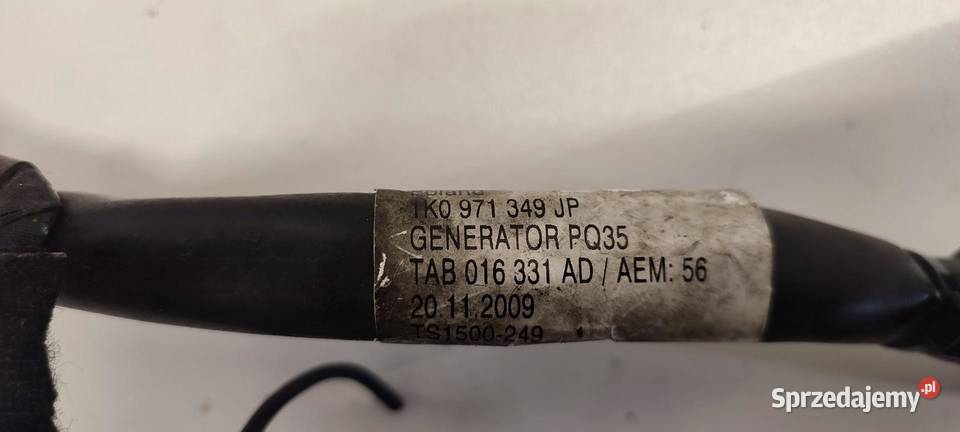 Poland
1K0 971 349 JP
GENERATOR PQ35
TAB 016 331 AD / AEM: 56
20.11.2009
TS1500-249
Sprzedajemy.pl